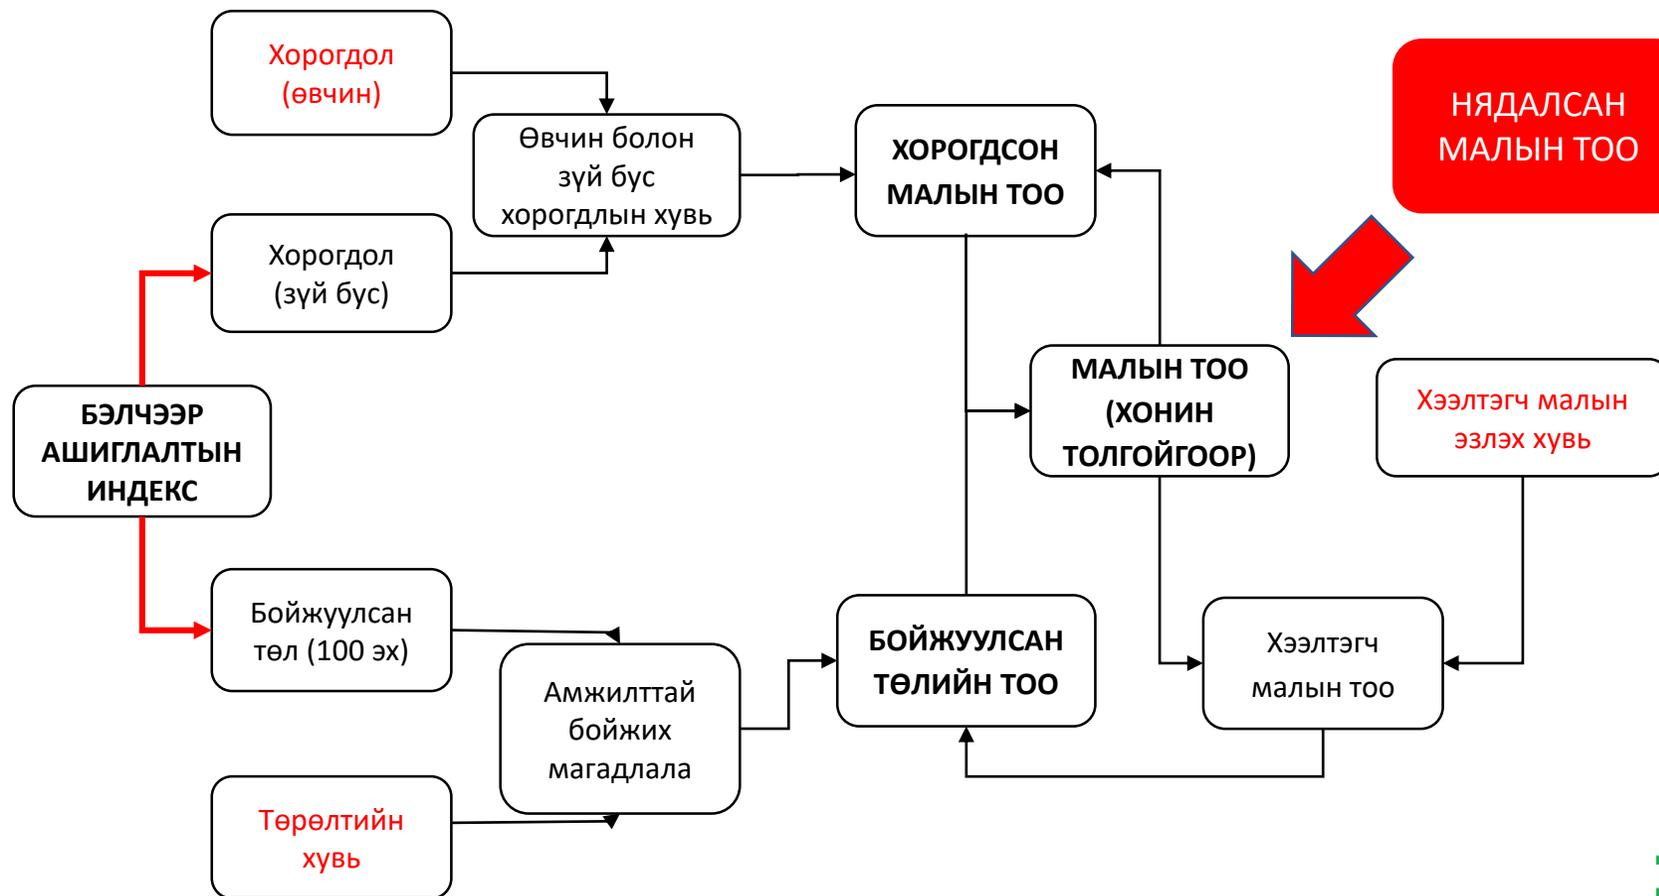 Хорогдол
(өвчин)
НЯДАЛСАН
МАЛЫН ТОО
Өвчин болон
зүй бус
хорогдлын хувь
ХОРОГДСОН
МАЛЫН ТОО
Хорогдол
(зүй бус)
МАЛЫН ТОО
(ХОНИН
ТОЛГОЙГООР)
Хээлтэгч малын
эзлэх хувь
БЭЛЧЭЭР
АШИГЛАЛТЫН
ИНДЕКС
Бойжуулсан
төл (100 эх)
БОЙЖУУЛСАН
ТӨЛИЙН ТОО
Хээлтэгч
малын тоо
Амжилттай
бойжих
магадлала
Төрөлтийн
хувь